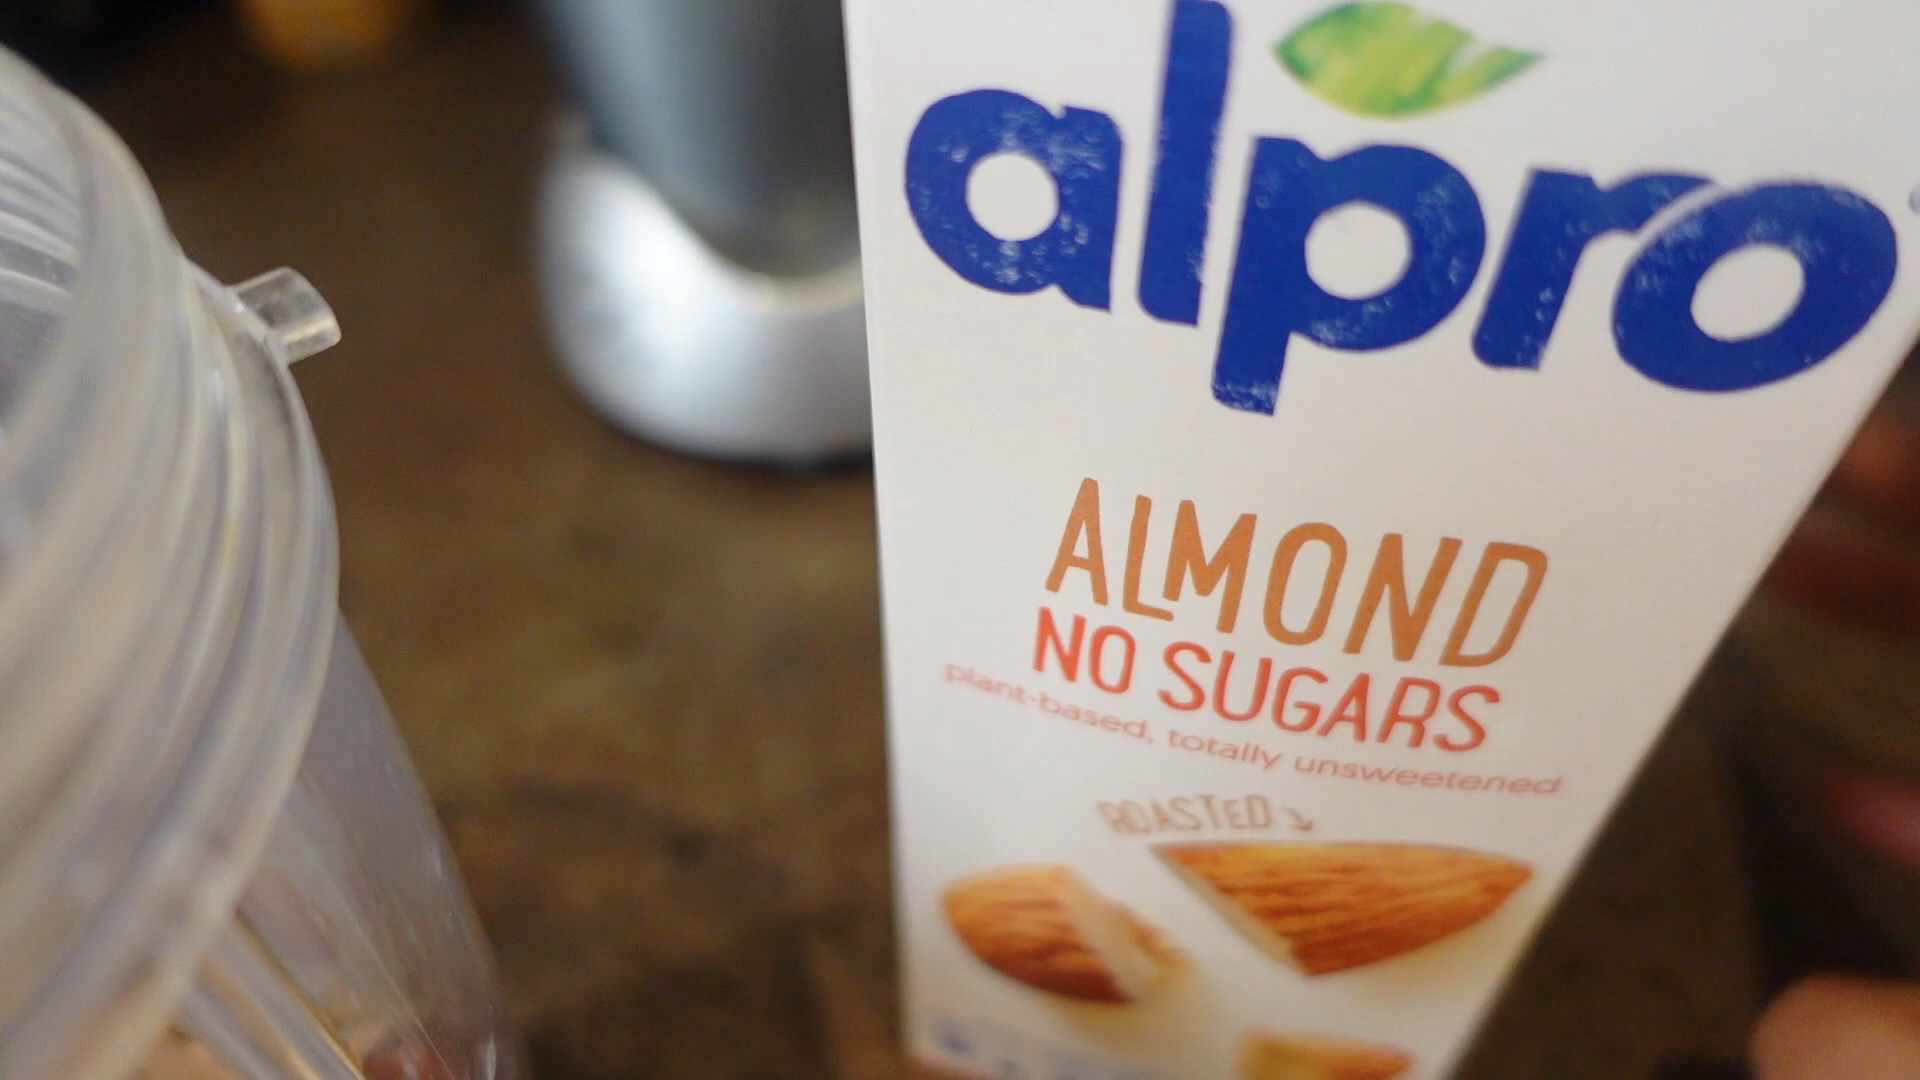 alpro
ALMOND
NO SUGARS
plant-based, totally unsweetened
ROASTED